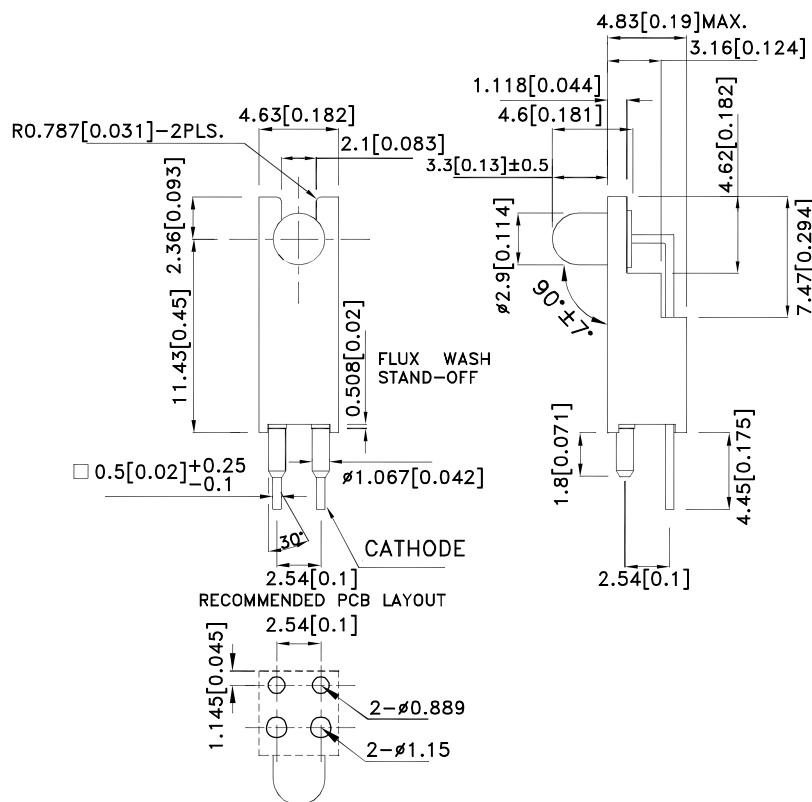 4.83[0.19]MAX.
3.16[0.124]
1.118[0.044]
4.63[0.182]
4.6[0.181]
R0.787[0.031]-2PLS.
2.1[0.083]
3.3[0.13]±0.5
4.62[0.182]
2.36[0.093]
ø2.9[0.114]
7.47[0.294]
90°±7°
11.43[0.45]
0.508[0.02]
FLUX WASH
STAND-OFF
□ 0.5[0.02]+0.25
-0.1
ø1.067[0.042]
1.8[0.071]
4.45[0.175]
30°
CATHODE
2.54[0.1]
2.54[0.1]
RECOMMENDED PCB LAYOUT
2.54[0.1]
1.145[0.045]
2-ø0.889
2-ø1.15